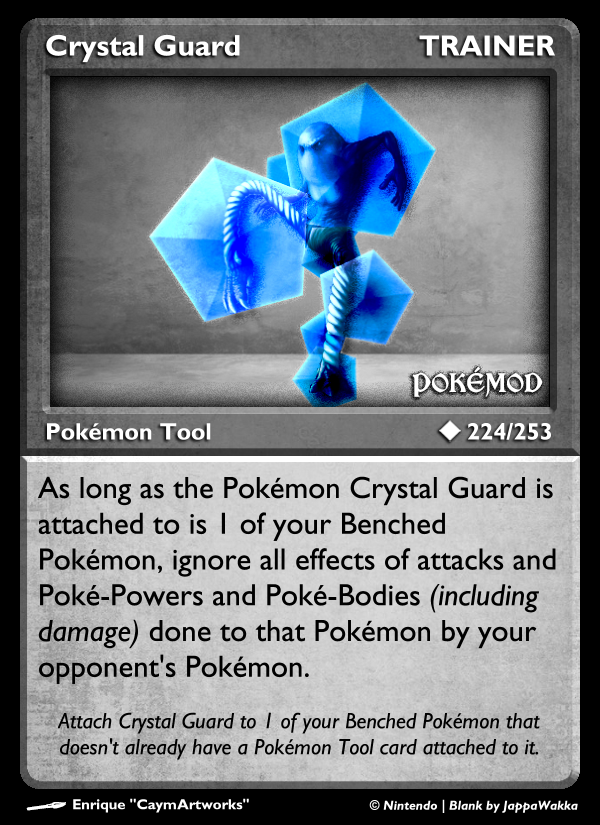 Crystal Guard TRAINER
POKÉMOD
Pokémon Tool ◆ 224/253
As long as the Pokémon Crystal Guard is
attached to is 1 of your Benched
Pokémon, ignore all effects of attacks and
Poké-Powers and Poké-Bodies (including
damage) done to that Pokémon by your
opponent's Pokémon.
Attach Crystal Guard to 1 of your Benched Pokémon that
doesn't already have a Pokémon Tool card attached to it.
Enrique "CaymArtworks" © Nintendo | Blank by JappaWakka